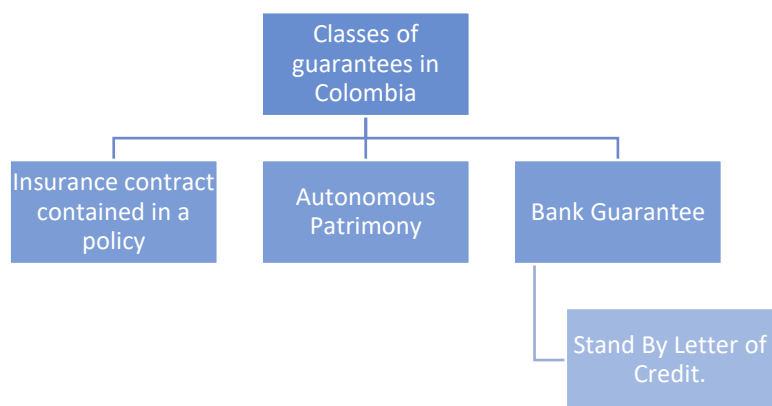 Classes of
guarantees in
Colombia
Insurance contract
contained in a
policy
Autonomous
Patrimony
Bank Guarantee
Stand By Letter of
Credit.